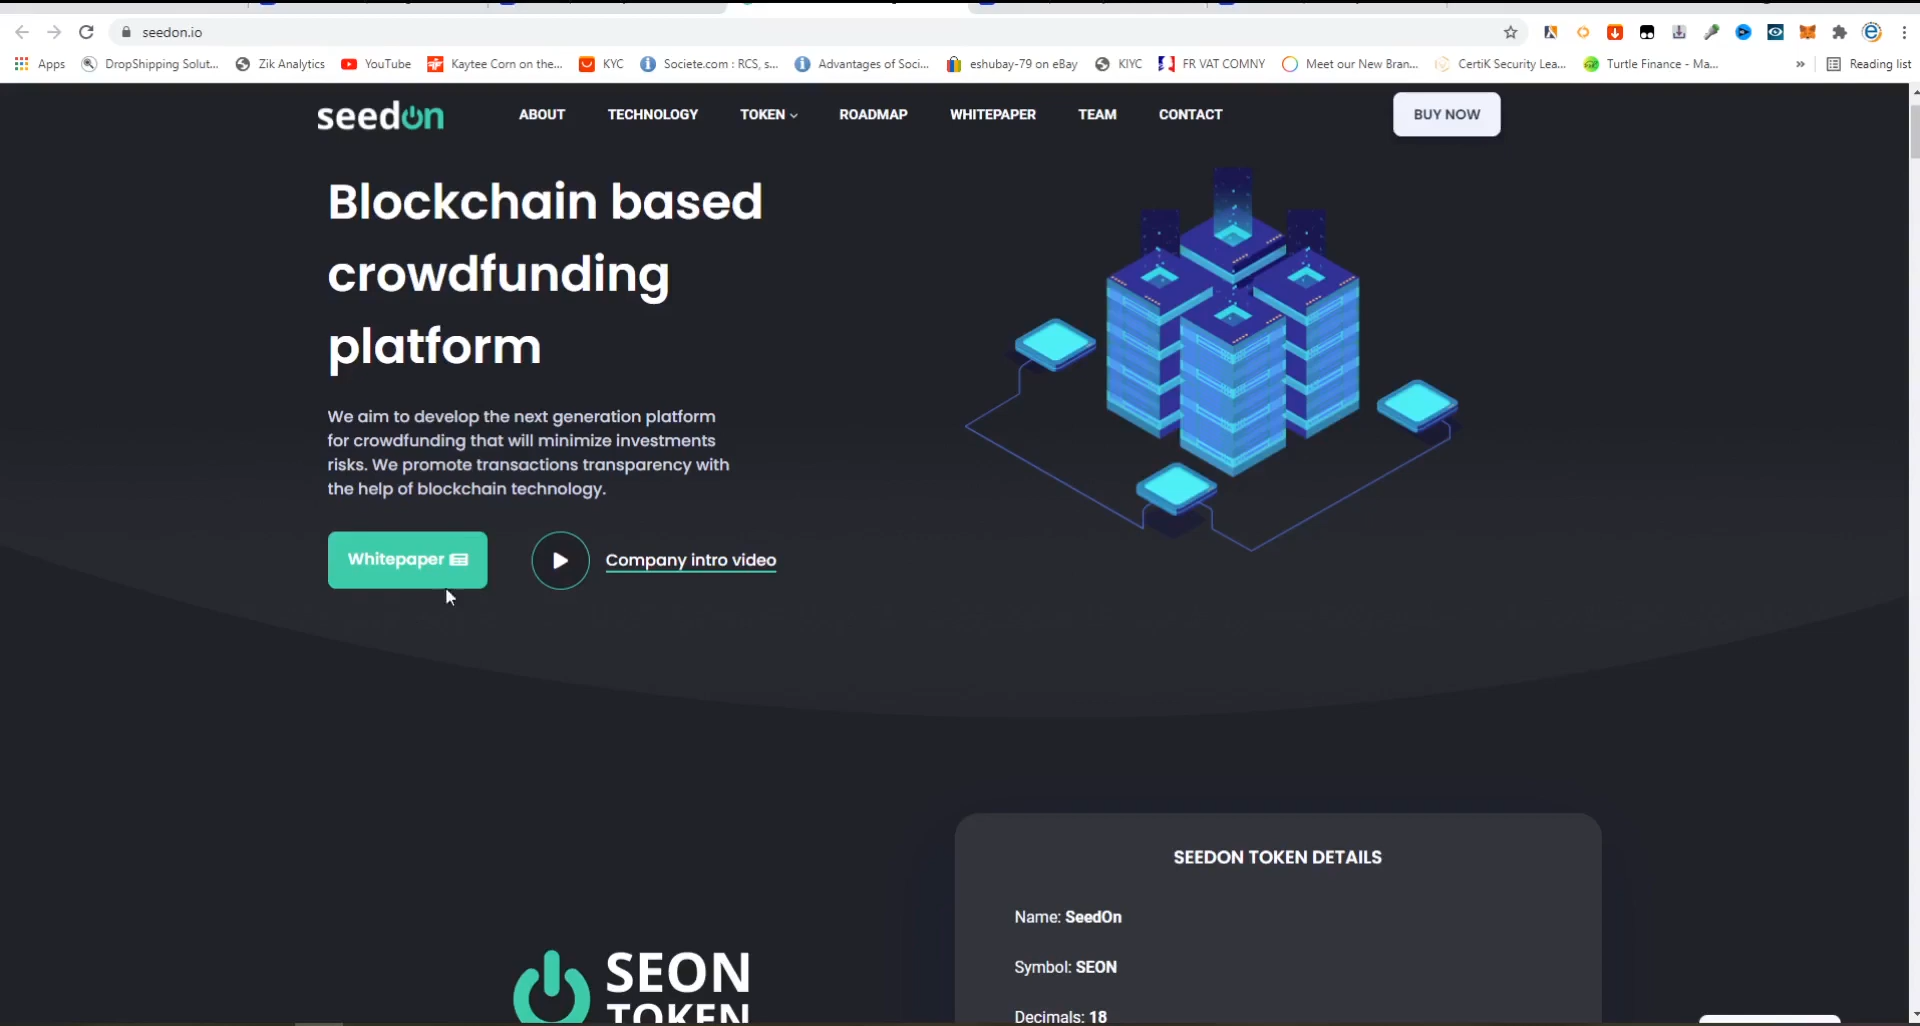 seedon.io
Apps DropShipping Solut... Zik Analytics YouTube Kaytee Corn on the... KYC Societe.com : RCS, s... Advantages of Soci... eshubay-79 on eBay KIYC FR VAT COMNY Meet our New Bran... CertiK Security Lea... Turtle Finance - Ma... » Reading list
seedon ABOUT TECHNOLOGY TOKEN ROADMAP WHITEPAPER TEAM CONTACT BUY NOW
Blockchain based
crowdfunding
platform
We aim to develop the next generation platform
for crowdfunding that will minimize investments
risks. We promote transactions transparency with
the help of blockchain technology.
Whitepaper Company intro video
SEEDON TOKEN DETAILS
Name: SeedOn
Symbol: SEON
Decimals: 18
SEON
TOKEN